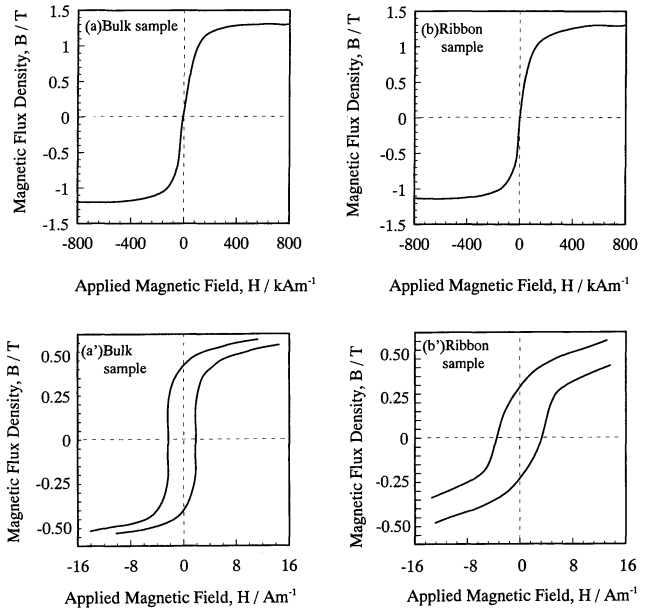 1.5
1
0.5
0
-0.5
-1
-1.5
Magnetic Flux Density, B / T
(a)Bulk sample
-800 -400 0 400 800
Applied Magnetic Field, H / kAm-1
1.5
1
0.5
0
-0.5
-1
-1.5
Magnetic Flux Density, B / T
(b)Ribbon
sample
-800 -400 0 400 800
Applied Magnetic Field, H / kAm-1
0.50
0.25
0
-0.25
-0.50
Magnetic Flux Density, B / T
(a')Bulk
sample
-16 -8 0 8 16
Applied Magnetic Field, H / Am-1
0.50
0.25
0
-0.25
-0.50
Magnetic Flux Density, B / T
(b')Ribbon
sample
-16 -8 0 8 16
Applied Magnetic Field, H / Am-1